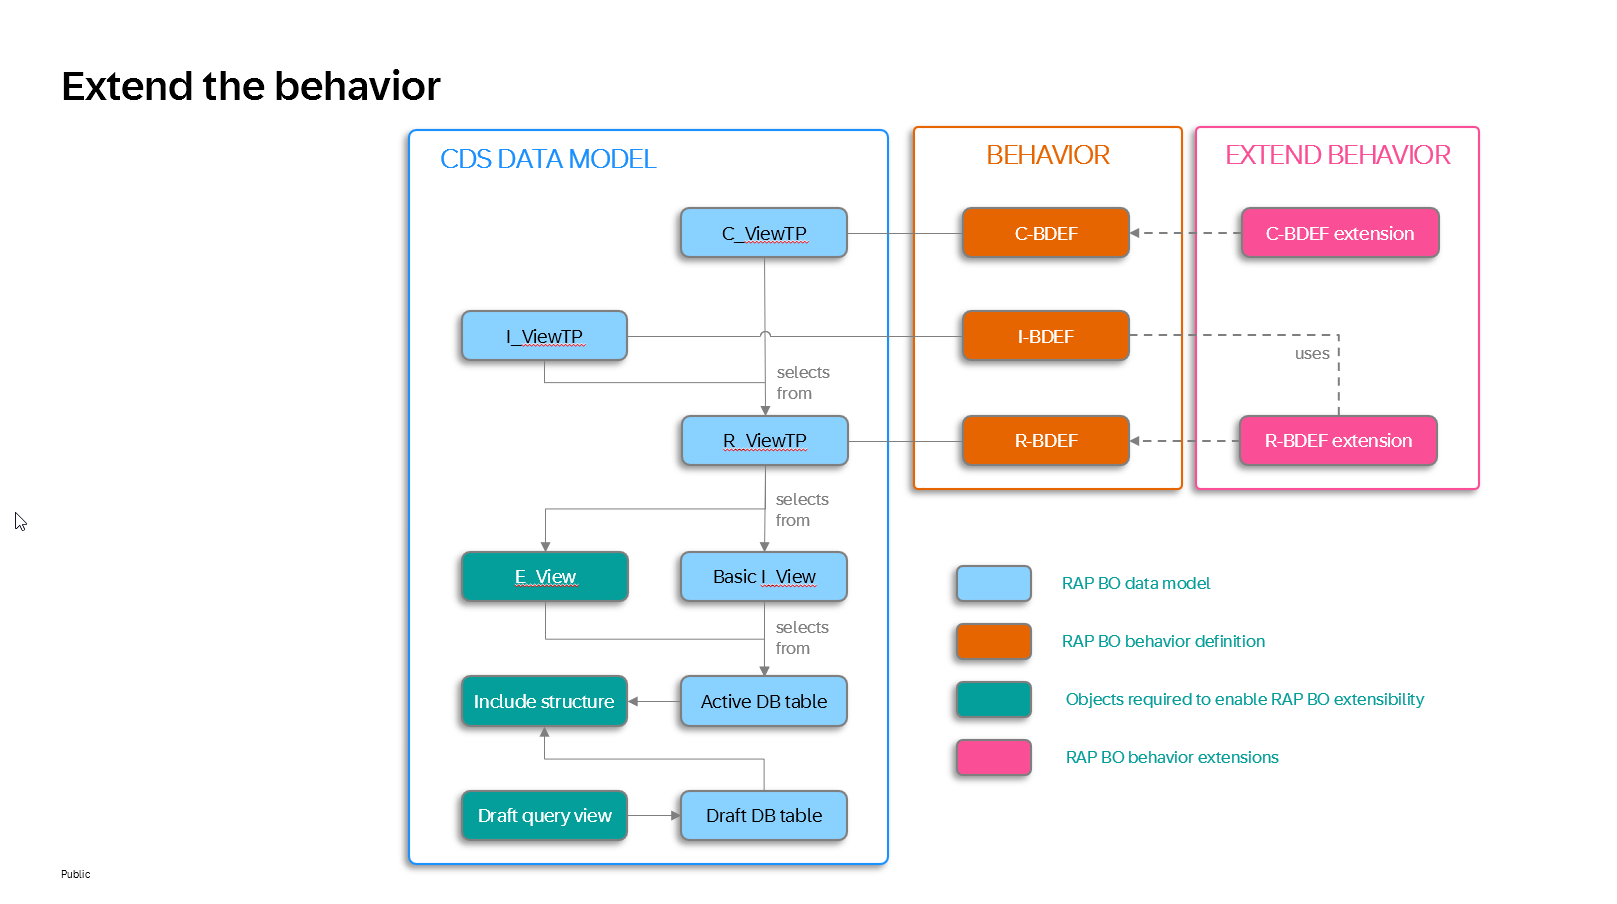 Extend the behavior
CDS DATA MODEL
BEHAVIOR
EXTEND BEHAVIOR
C_ViewTP
C-BDEF
C-BDEF extension
I_ViewTP
I-BDEF
uses
selects
from
R_ViewTP
R-BDEF
R-BDEF extension
selects
from
E_View
Basic I_View
RAP BO data model
selects
from
RAP BO behavior definition
Include structure
Active DB table
Objects required to enable RAP BO extensibility
RAP BO behavior extensions
Draft query view
Draft DB table
Public